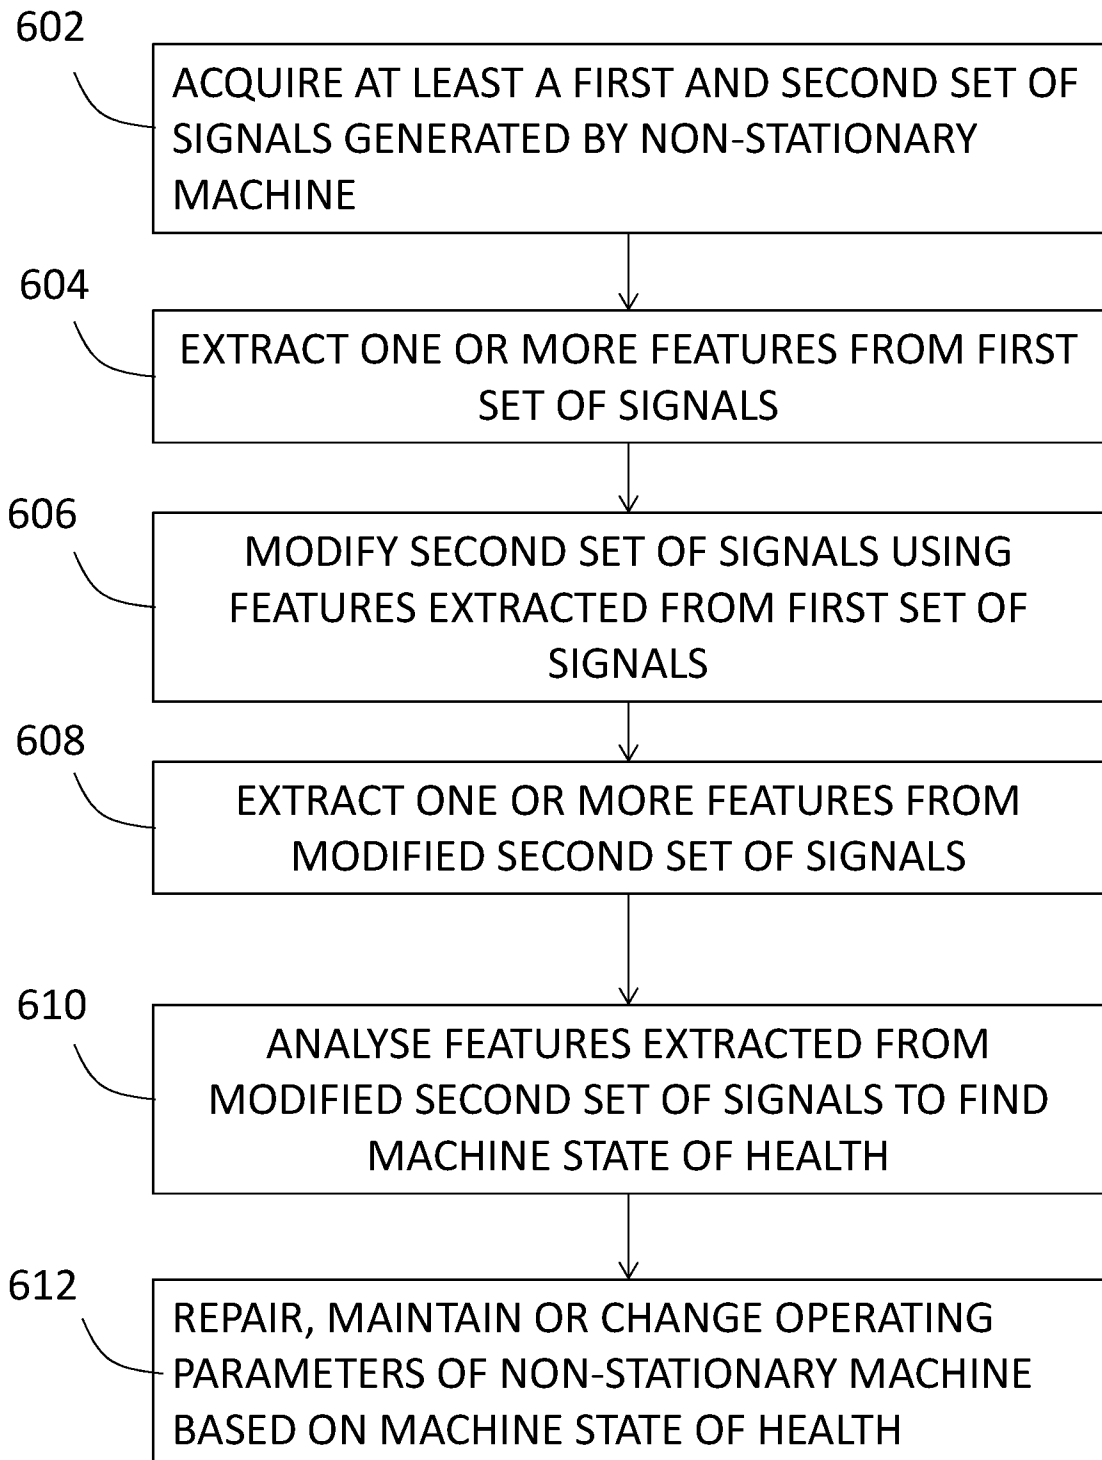 602
ACQUIRE AT LEAST A FIRST AND SECOND SET OF
SIGNALS GENERATED BY NON-STATIONARY
MACHINE
604
EXTRACT ONE OR MORE FEATURES FROM FIRST
SET OF SIGNALS
606
MODIFY SECOND SET OF SIGNALS USING
FEATURES EXTRACTED FROM FIRST SET OF
SIGNALS
608
EXTRACT ONE OR MORE FEATURES FROM
MODIFIED SECOND SET OF SIGNALS
610
ANALYSE FEATURES EXTRACTED FROM
MODIFIED SECOND SET OF SIGNALS TO FIND
MACHINE STATE OF HEALTH
612
REPAIR, MAINTAIN OR CHANGE OPERATING
PARAMETERS OF NON-STATIONARY MACHINE
BASED ON MACHINE STATE OF HEALTH